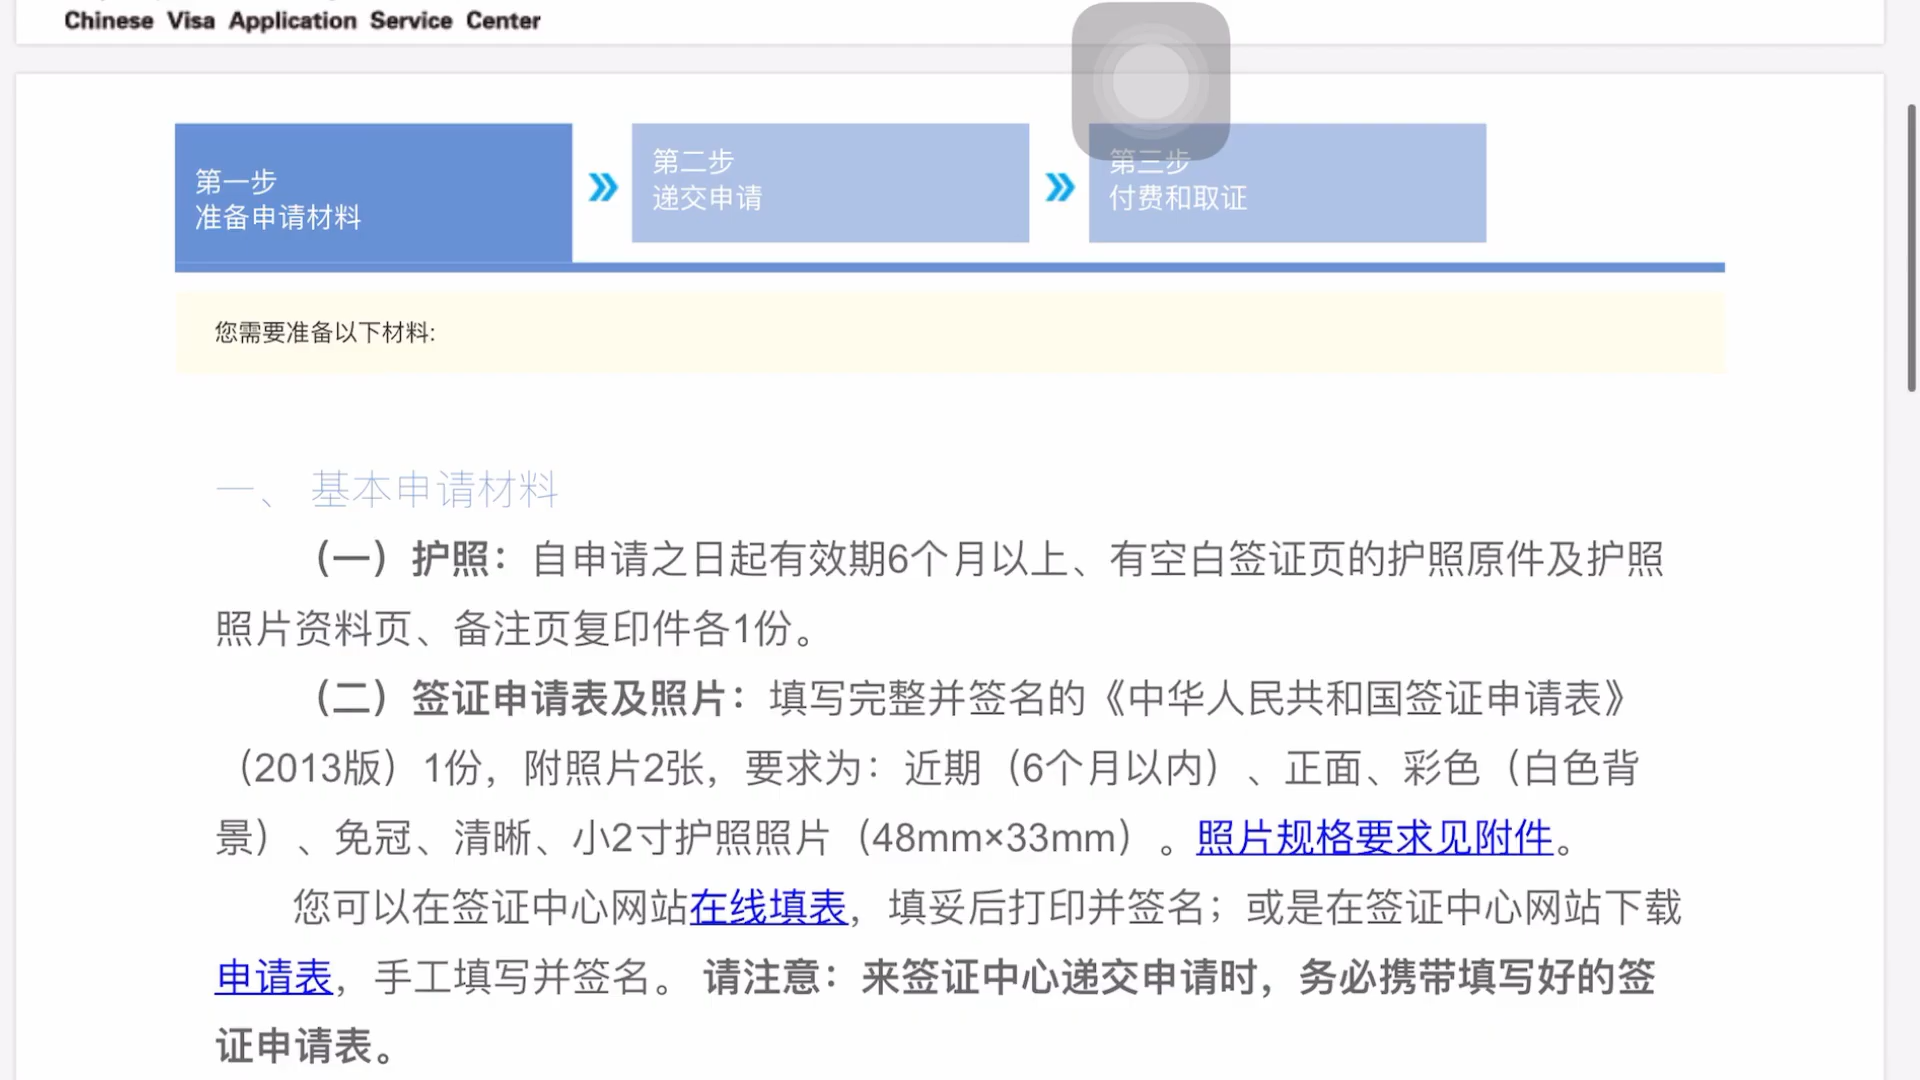 Chinese Visa Application Service Center
第一步
准备申请材料
第二步
递交申请
第三步
付费和取证
您需要准备以下材料:
一、 基本申请材料
（一）护照：自申请之日起有效期6个月以上、有空白签证页的护照原件及护照
照片资料页、备注页复印件各1份。
（二）签证申请表及照片：填写完整并签名的《中华人民共和国签证申请表》
（2013版）1份，附照片2张，要求为：近期（6个月以内）、正面、彩色（白色背
景）、免冠、清晰、小2寸护照照片（48mm×33mm）。照片规格要求见附件。
您可以在签证中心网站在线填表，填妥后打印并签名；或是在签证中心网站下载
申请表，手工填写并签名。 请注意：来签证中心递交申请时，务必携带填写好的签
证申请表。